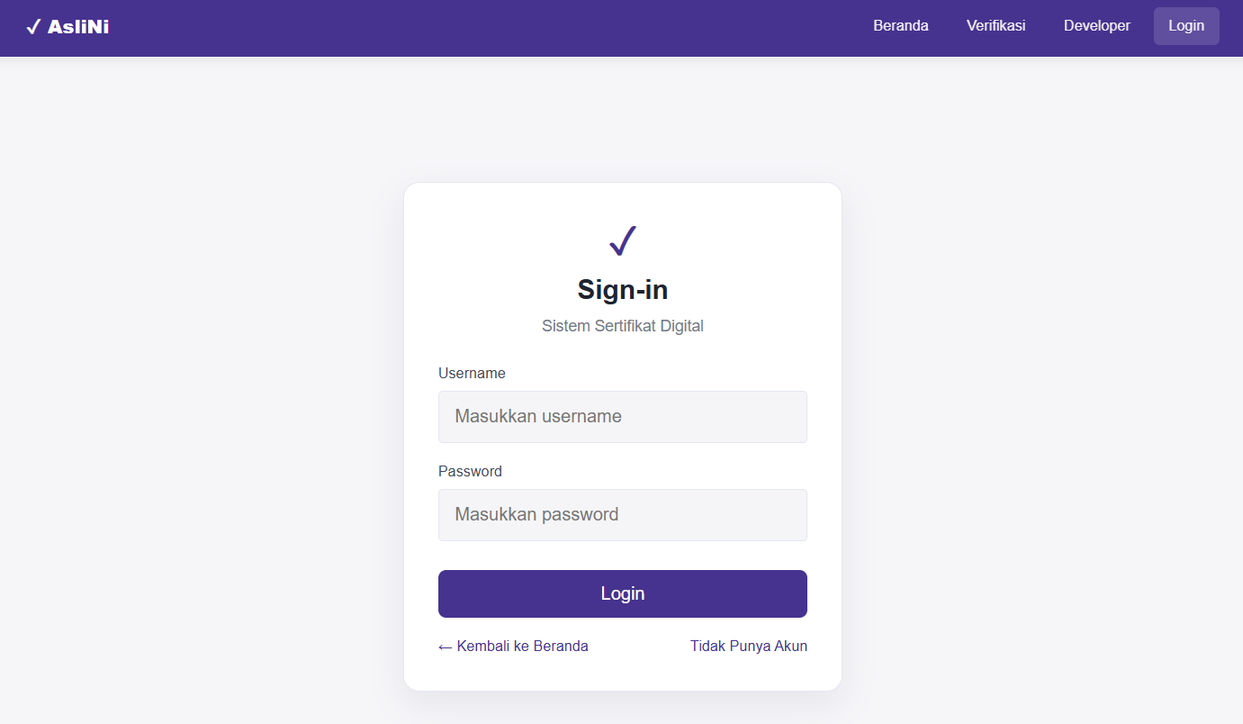 ✓ AsliNi
Beranda Verifikasi Developer Login
✓
Sign-in
Sistem Sertifikat Digital
Username
Masukkan username
Password
Masukkan password
Login
← Kembali ke Beranda Tidak Punya Akun